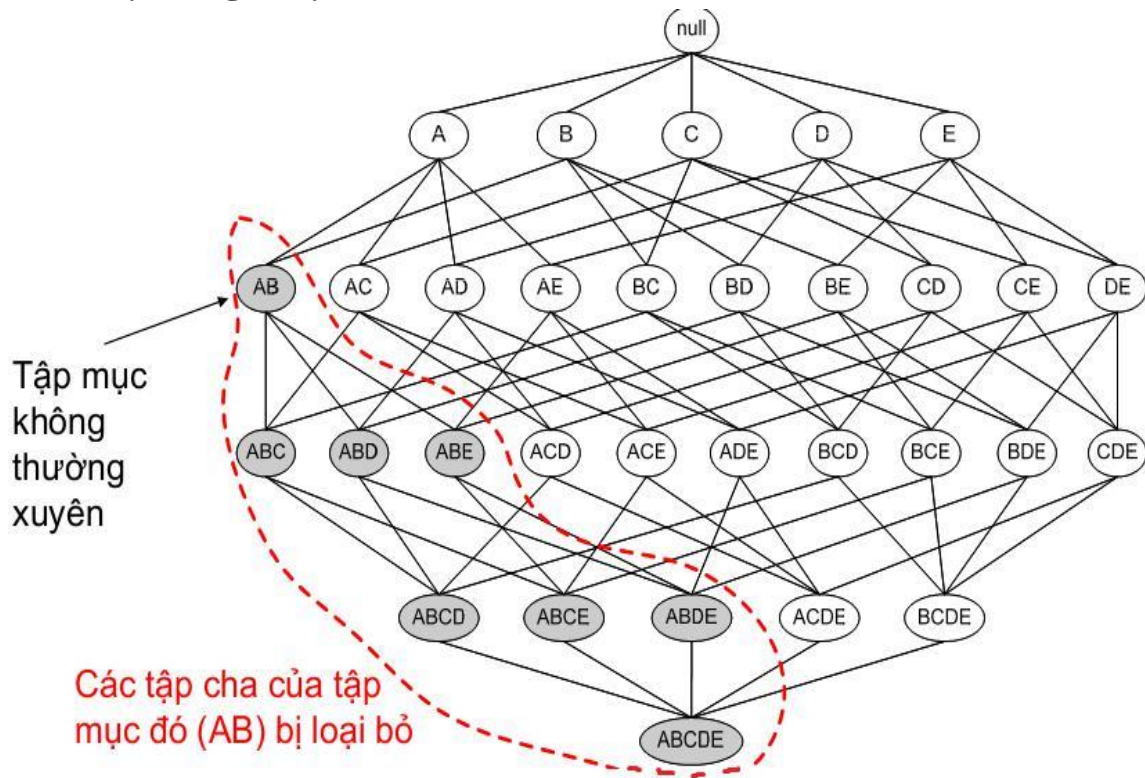 null
A B C D E
AB AC AD AE BC BD BE CD CE DE
Tập mục
không
thường
xuyên
ABC ABD ABE ACD ACE ADE BCD BCE BDE CDE
ABCD ABCE ABDE ACDE BCDE
Các tập cha của tập
mục đó (AB) bị loại bỏ
ABCDE